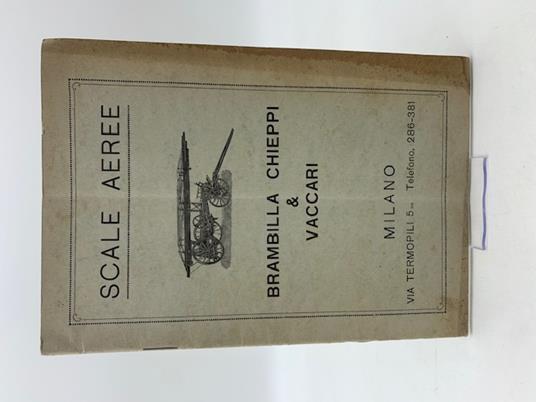 SCALE AEREE
BRAMBILLA CHIEPPI
&
VACCARI
MILANO
VIA TERMOPILI 5 Telefono, 286-381